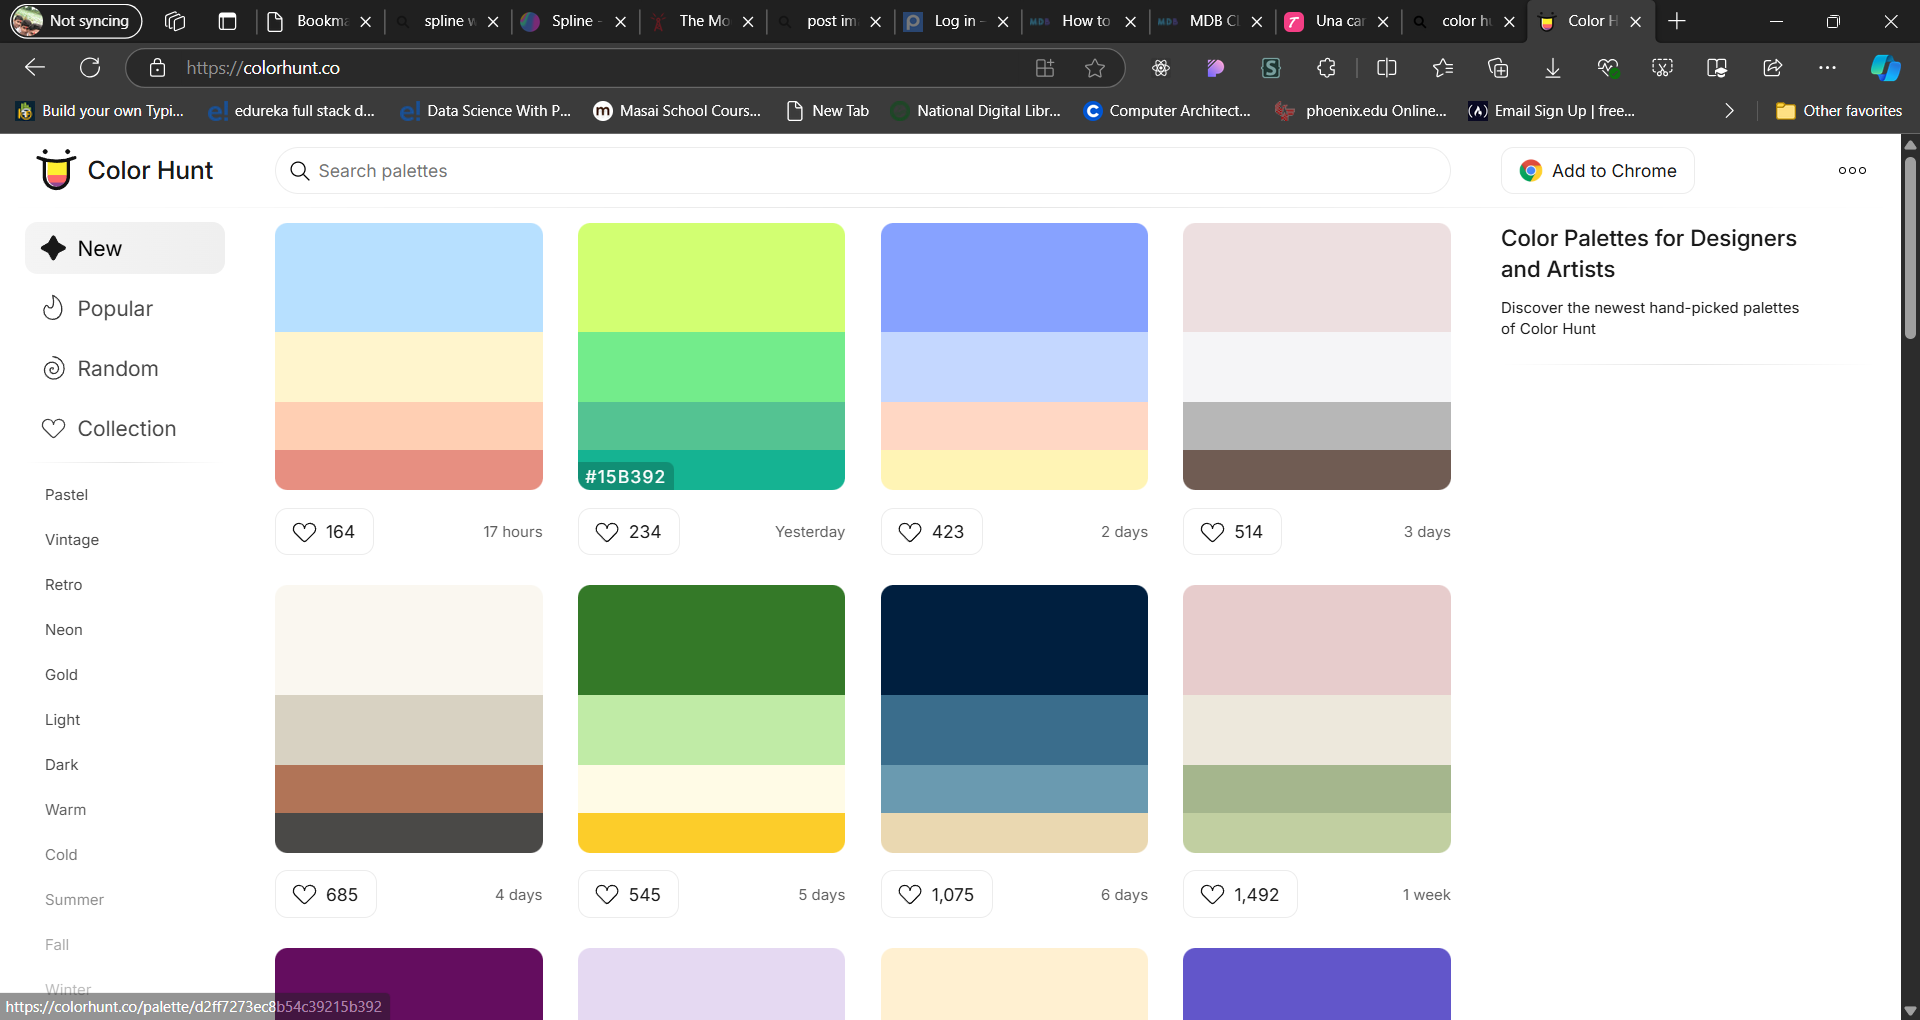 Not syncing
Bookma
spline w
Spline -
The Mo
post im
Log in -
How to
MDB Cl
Una car
color hu
Color H
https://colorhunt.co
Build your own Typi...
edureka full stack d...
Data Science With P...
Masai School Cours...
New Tab
National Digital Libr...
Computer Architect...
phoenix.edu Online...
Email Sign Up | free...
Other favorites
Color Hunt
Search palettes
Add to Chrome
New
Popular
Random
Collection
Pastel
Vintage
Retro
Neon
Gold
Light
Dark
Warm
Cold
Summer
Fall
Winter
#15B392
164
17 hours
234
Yesterday
423
2 days
514
3 days
685
4 days
545
5 days
1,075
6 days
1,492
1 week
Color Palettes for Designers
and Artists
Discover the newest hand-picked palettes
of Color Hunt
https://colorhunt.co/palette/d2ff7273ec8b54c39215b392